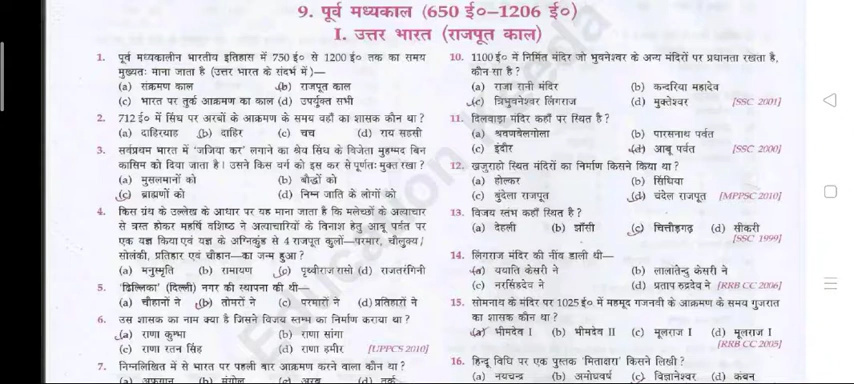 9. पूर्व मध्यकाल (650 ई०–1206 ई०)
I. उत्तर भारत (राजपूत काल)
1. पूर्व मध्यकालीन भारतीय इतिहास में 750 ई० से 1200 ई० तक का समय
मुख्यतः माना जाता है (उत्तर भारत के संदर्भ में)—
(a) संक्रमण काल (b) राजपूत काल
(c) भारत पर तुर्क आक्रमण का काल (d) उपर्युक्त सभी
2. 712 ई० में सिंध पर अरबों के आक्रमण के समय वहाँ का शासक कौन था ?
(a) दाहिरयाह (b) दाहिर (c) चच (d) राय सहसी
3. सर्वप्रथम भारत में 'जजिया कर' लगाने का श्रेय सिंध के विजेता मुहम्मद बिन
कासिम को दिया जाता है। उसने किस वर्ग को इस कर से पूर्णतः मुक्त रखा ?
(a) मुसलमानों को (b) बौद्धों को
(c) ब्राह्मणों को (d) निम्न जाति के लोगों को
4. किस ग्रंथ के उल्लेख के आधार पर यह माना जाता है कि मलेच्छों के अत्याचार
से त्रस्त होकर महर्षि वशिष्ठ ने अत्याचारियों के विनाश हेतु आबू पर्वत पर
एक यज्ञ किया एवं यज्ञ के अग्निकुंड से 4 राजपूत कुलों—परमार, चौलुक्य/
सोलंकी, प्रतिहार एवं चौहान—का जन्म हुआ ?
(a) मनुस्मृति (b) रामायण (c) पृथ्वीराज रासो (d) राजतरंगिनी
5. 'ढिल्लिका' (दिल्ली) नगर की स्थापना की थी—
(a) चौहानों ने (b) तोमरों ने (c) परमारों ने (d) प्रतिहारों ने
6. उस शासक का नाम क्या है जिसने विजय स्तम्भ का निर्माण कराया था ?
(a) राणा कुम्भा (b) राणा सांगा
(c) राणा रतन सिंह (d) राणा हमीर [UPPCS 2010]
7. निम्नलिखित में से भारत पर पहली बार आक्रमण करने वाला कौन था ?
(a) अफगान (b) मंगोल (c) अरब (d) तुर्क
10. 1100 ई० में निर्मित मंदिर जो भुवनेश्वर के अन्य मंदिरों पर प्रधानता रखता है,
कौन सा है ?
(a) राजा रानी मंदिर (b) कन्दरिया महादेव
(c) त्रिभुवनेश्वर लिंगराज (d) मुक्तेश्वर [SSC 2001]
11. दिलवाड़ा मंदिर कहाँ पर स्थित है ?
(a) श्रवणबेलगोला (b) पारसनाथ पर्वत
(c) इंदौर (d) आबू पर्वत [SSC 2000]
12. खजुराहो स्थित मंदिरों का निर्माण किसने किया था ?
(a) होल्कर (b) सिंधिया
(c) बुंदेला राजपूत (d) चंदेल राजपूत [MPPSC 2010]
13. विजय स्तंभ कहाँ स्थित है ?
(a) देहली (b) झाँसी (c) चित्तौड़गढ़ (d) सीकरी
[SSC 1999]
14. लिंगराज मंदिर की नींव डाली थी—
(a) ययाति केसरी ने (b) लालातेन्दु केसरी ने
(c) नरसिंहदेव ने (d) प्रताप रुद्रदेव ने [RRB CC 2006]
15. सोमनाथ के मंदिर पर 1025 ई० में महमूद गजनवी के आक्रमण के समय गुजरात
का शासक कौन था ?
(a) भीमदेव I (b) भीमदेव II (c) मूलराज I (d) मूलराज I
[RRB CC 2005]
16. हिन्दू विधि पर एक पुस्तक 'मिताक्षरा' किसने लिखी ?
(a) नयचन्द्र (b) अमोघवर्ष (c) विज्ञानेश्वर (d) कंबन